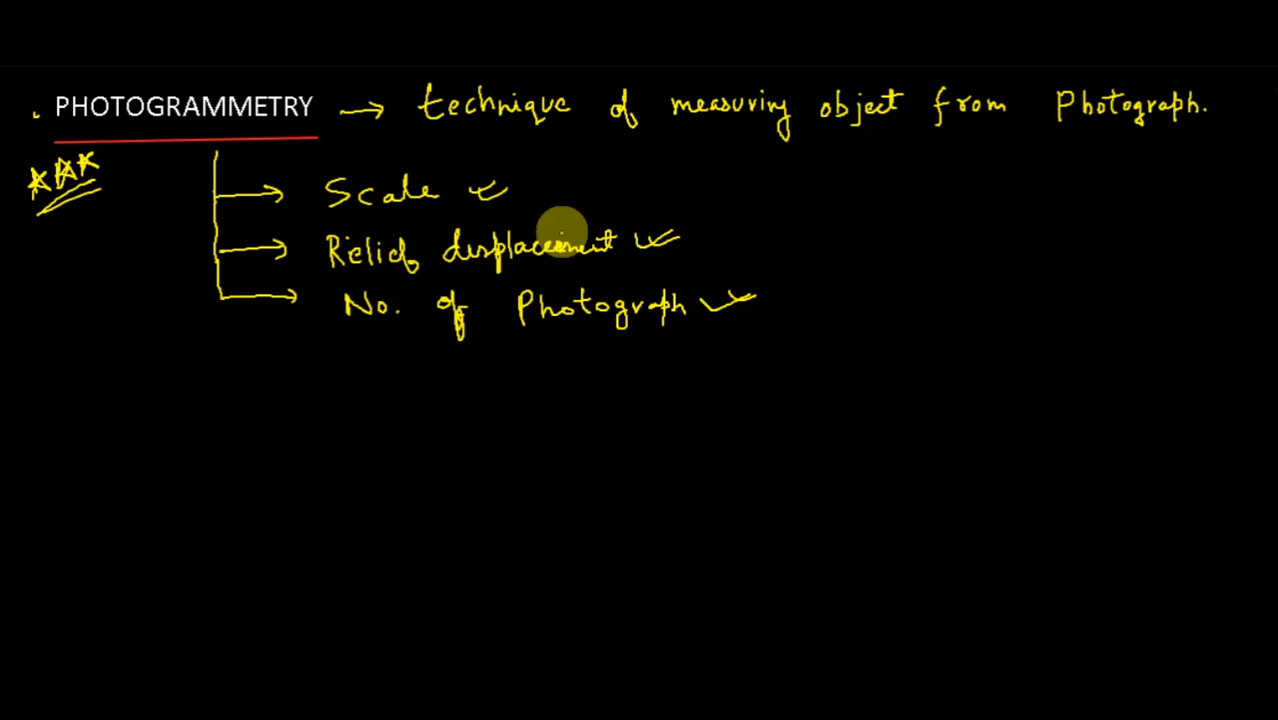 . PHOTOGRAMMETRY → technique of measuring object from Photograph.
Scale
Relief displacement
No. of Photograph